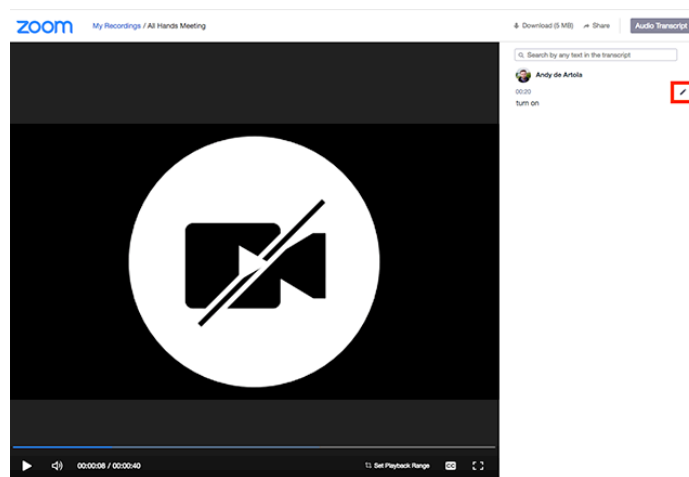 zoom
My Recordings / All Hands Meeting
Download (5 MB)
Share
Audio Transcript
Search by any text in the transcript
Andy de Artola
00:20
turn on
00:00:08 / 00:00:40
Set Playback Range
CC